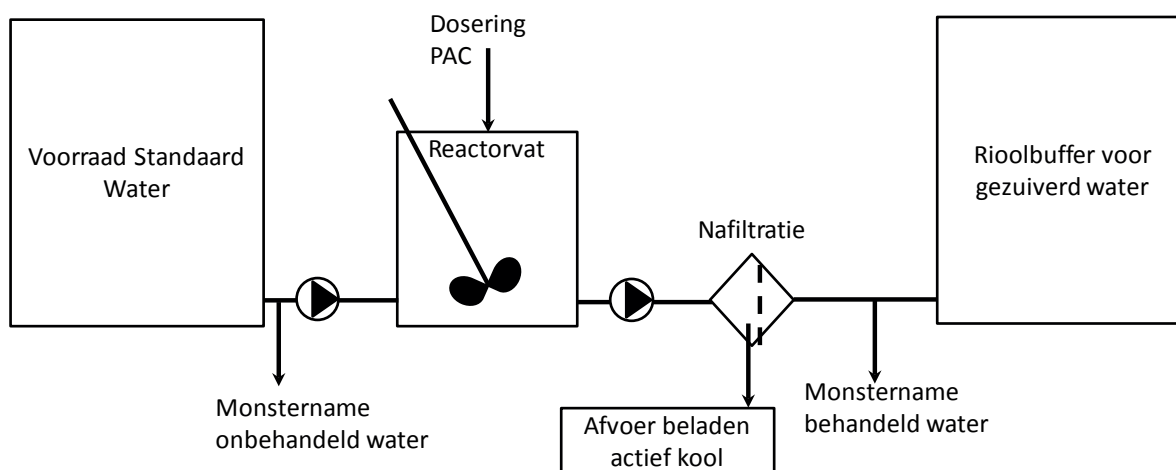 Dosering
PAC
Voorraad Standaard
Water
Reactorvat
Rioolbuffer voor
gezuiverd water
Nafiltratie
Monstername
onbehandeld water
Afvoer beladen
actief kool
Monstername
behandeld water